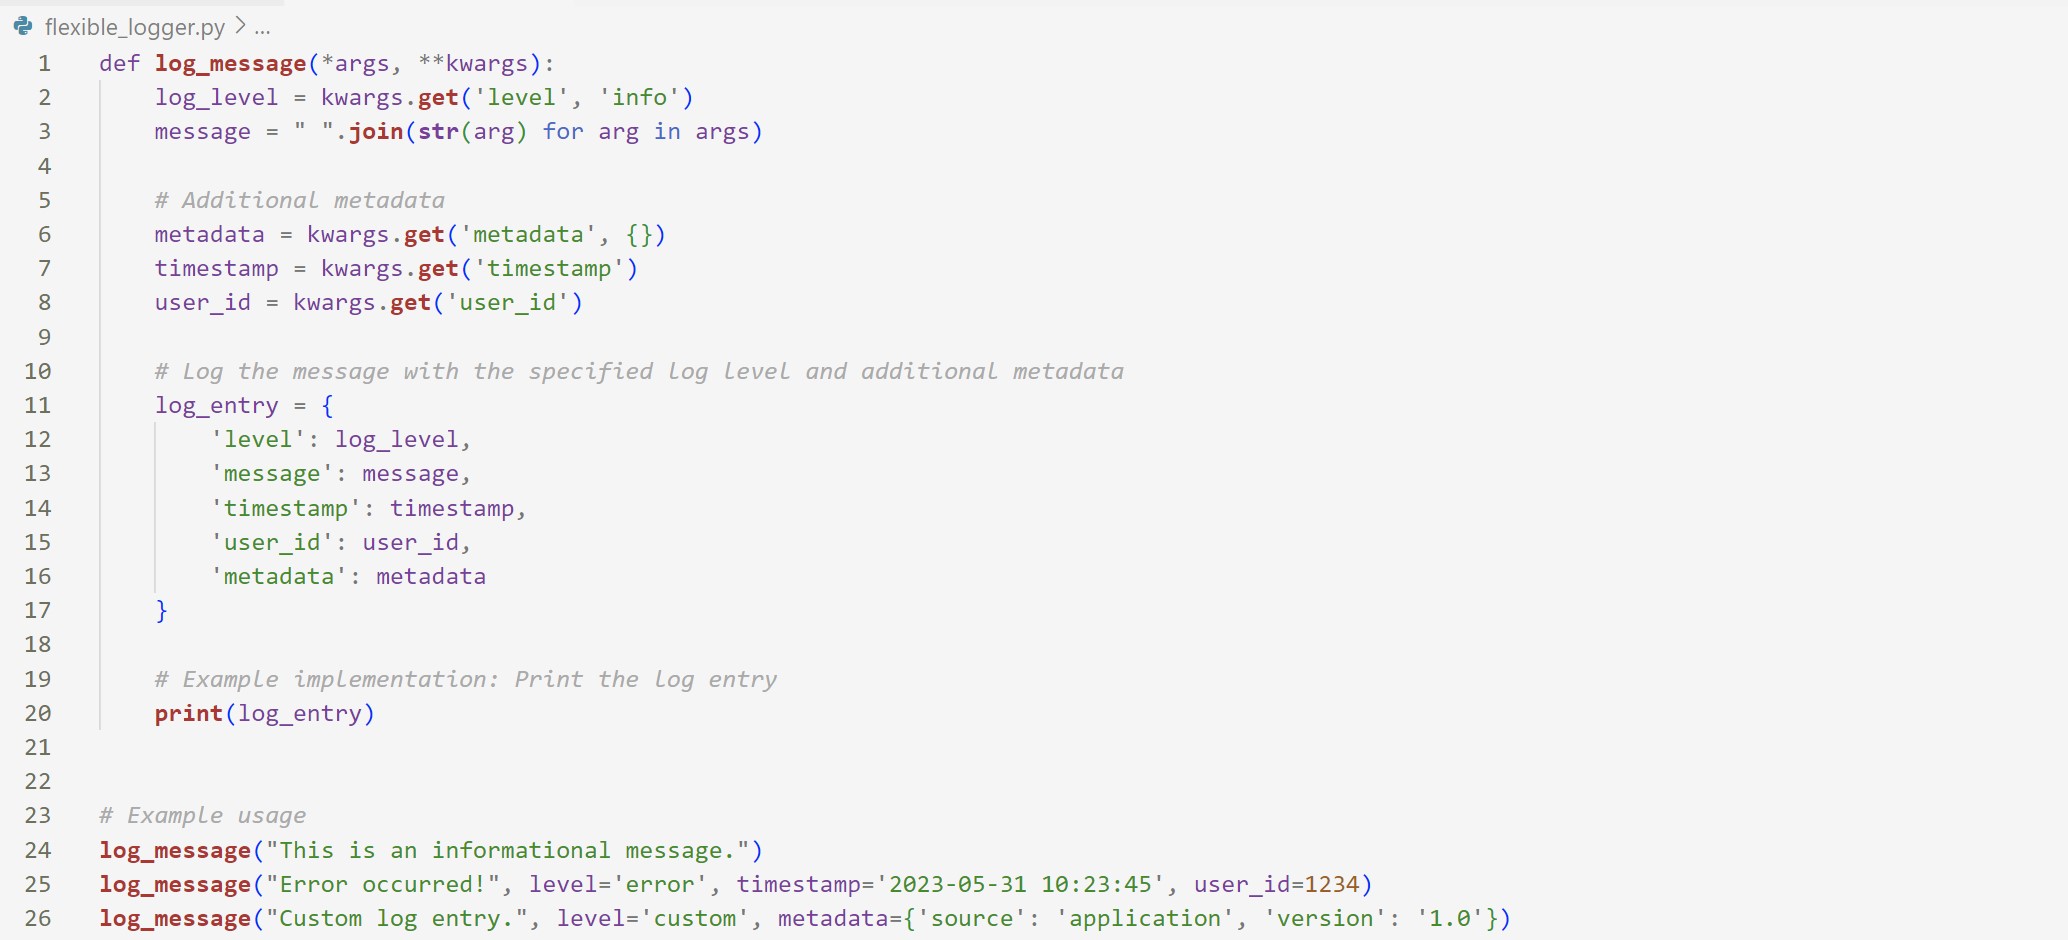 flexible_logger.py > ...
1 def log_message(*args, **kwargs):
2     log_level = kwargs.get('level', 'info')
3     message = " ".join(str(arg) for arg in args)
4
5     # Additional metadata
6     metadata = kwargs.get('metadata', {})
7     timestamp = kwargs.get('timestamp')
8     user_id = kwargs.get('user_id')
9
10     # Log the message with the specified log level and additional metadata
11     log_entry = {
12         'level': log_level,
13         'message': message,
14         'timestamp': timestamp,
15         'user_id': user_id,
16         'metadata': metadata
17     }
18
19     # Example implementation: Print the log entry
20     print(log_entry)
21
22
23 # Example usage
24 log_message("This is an informational message.")
25 log_message("Error occurred!", level='error', timestamp='2023-05-31 10:23:45', user_id=1234)
26 log_message("Custom log entry.", level='custom', metadata={'source': 'application', 'version': '1.0'})